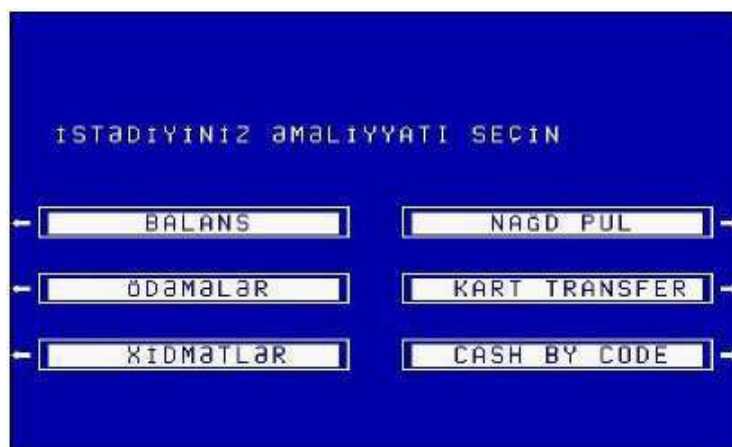 İSTƏDİYİNİZ ƏMƏLİYYATI SEÇİN
BALANS
NAĞD PUL
ÖDƏMƏLƏR
KART TRANSFER
XİDMƏTLƏR
CASH BY CODE